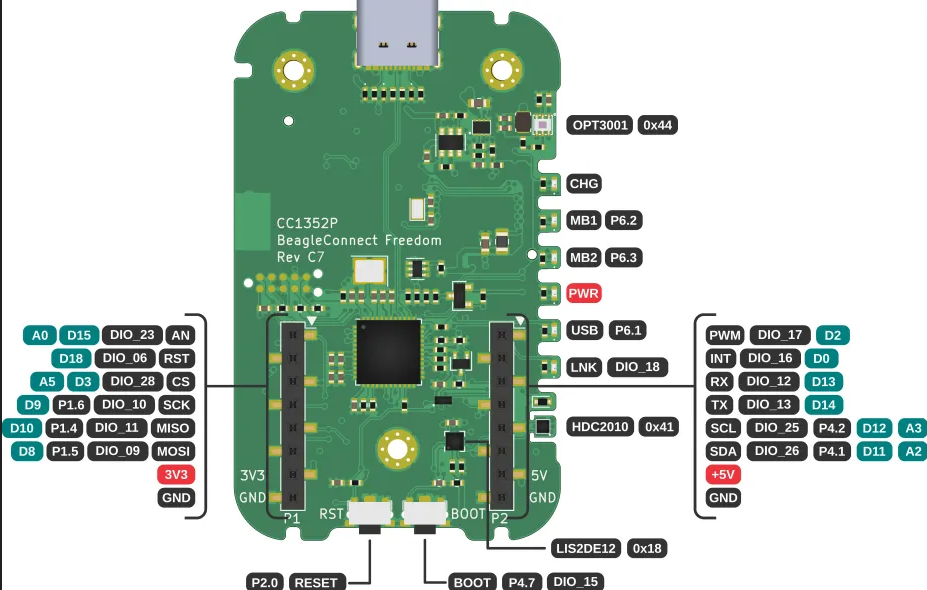 OPT3001 0x44
CHG
MB1 P6.2
CC1352P
BeagleConnect Freedom
Rev C7
MB2 P6.3
PWR
USB P6.1
LNK DIO_18
HDC2010 0x41
A0 D15 DIO_23 AN
D18 DIO_06 RST
A5 D3 DIO_28 CS
D9 P1.6 DIO_10 SCK
D10 P1.4 DIO_11 MISO
D8 P1.5 DIO_09 MOSI
3V3
GND
3V3
GND
P1
RST
BOOT
P2
5V
GND
PWM DIO_17 D2
INT DIO_16 D0
RX DIO_12 D13
TX DIO_13 D14
SCL DIO_25 P4.2 D12 A3
SDA DIO_26 P4.1 D11 A2
+5V
GND
LIS2DE12 0x18
P2.0 RESET
BOOT P4.7 DIO_15